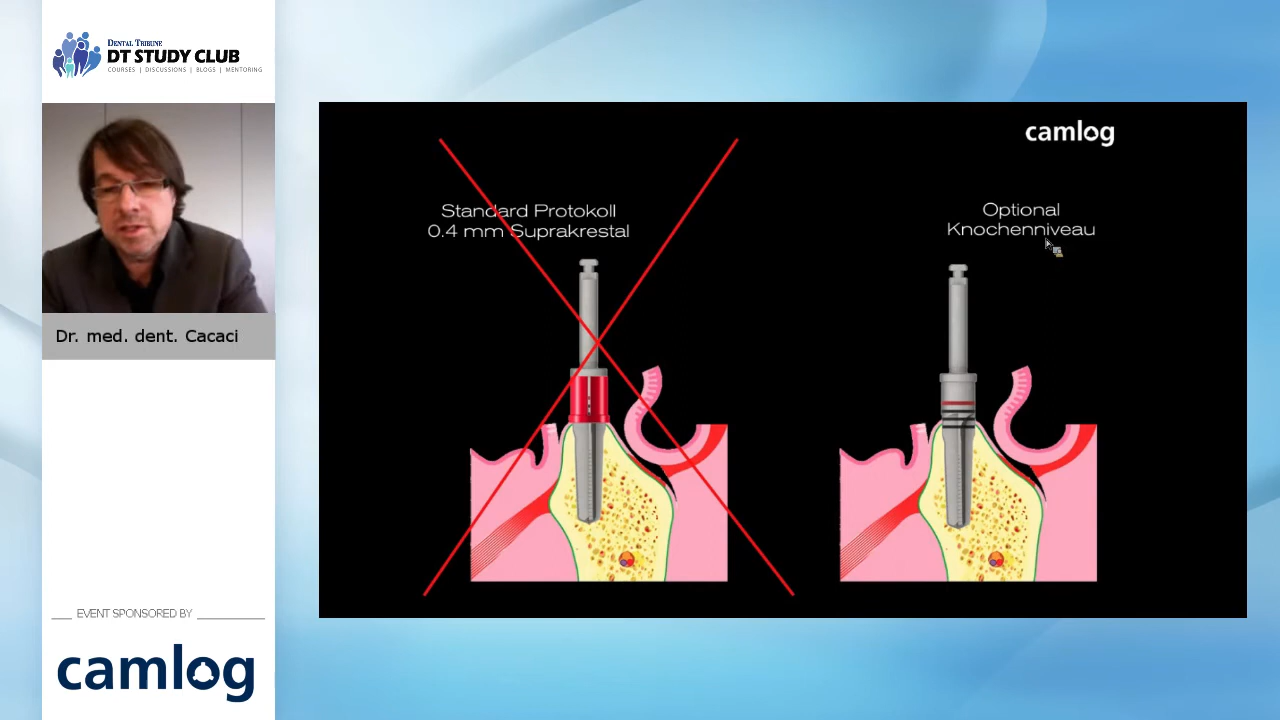 DENTAL TRIBUNE
DT STUDY CLUB
COURSES | DISCUSSIONS | BLOGS | MENTORING
Dr. med. dent. Cacaci
EVENT SPONSORED BY
camlog
camlog
Standard Protokoll
0.4 mm Suprakrestal
Optional
Knochenniveau